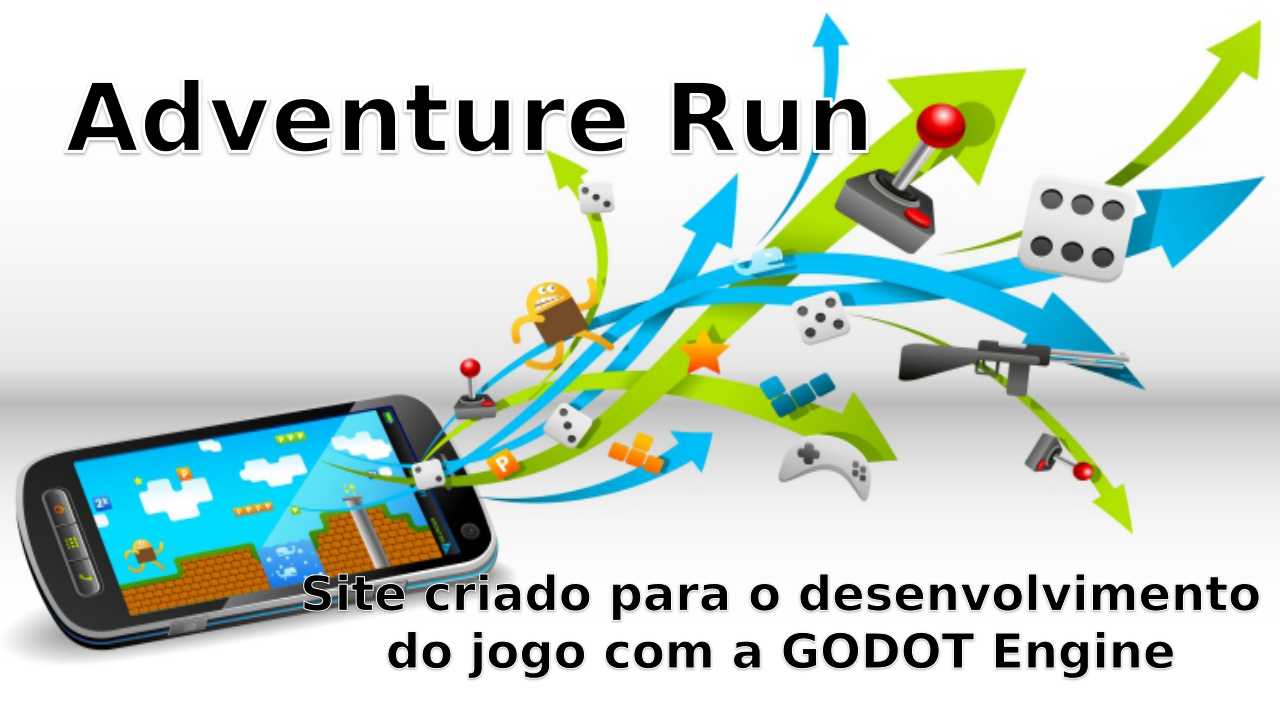 Adventure Run
P
Site criado para o desenvolvimento
do jogo com a GODOT Engine